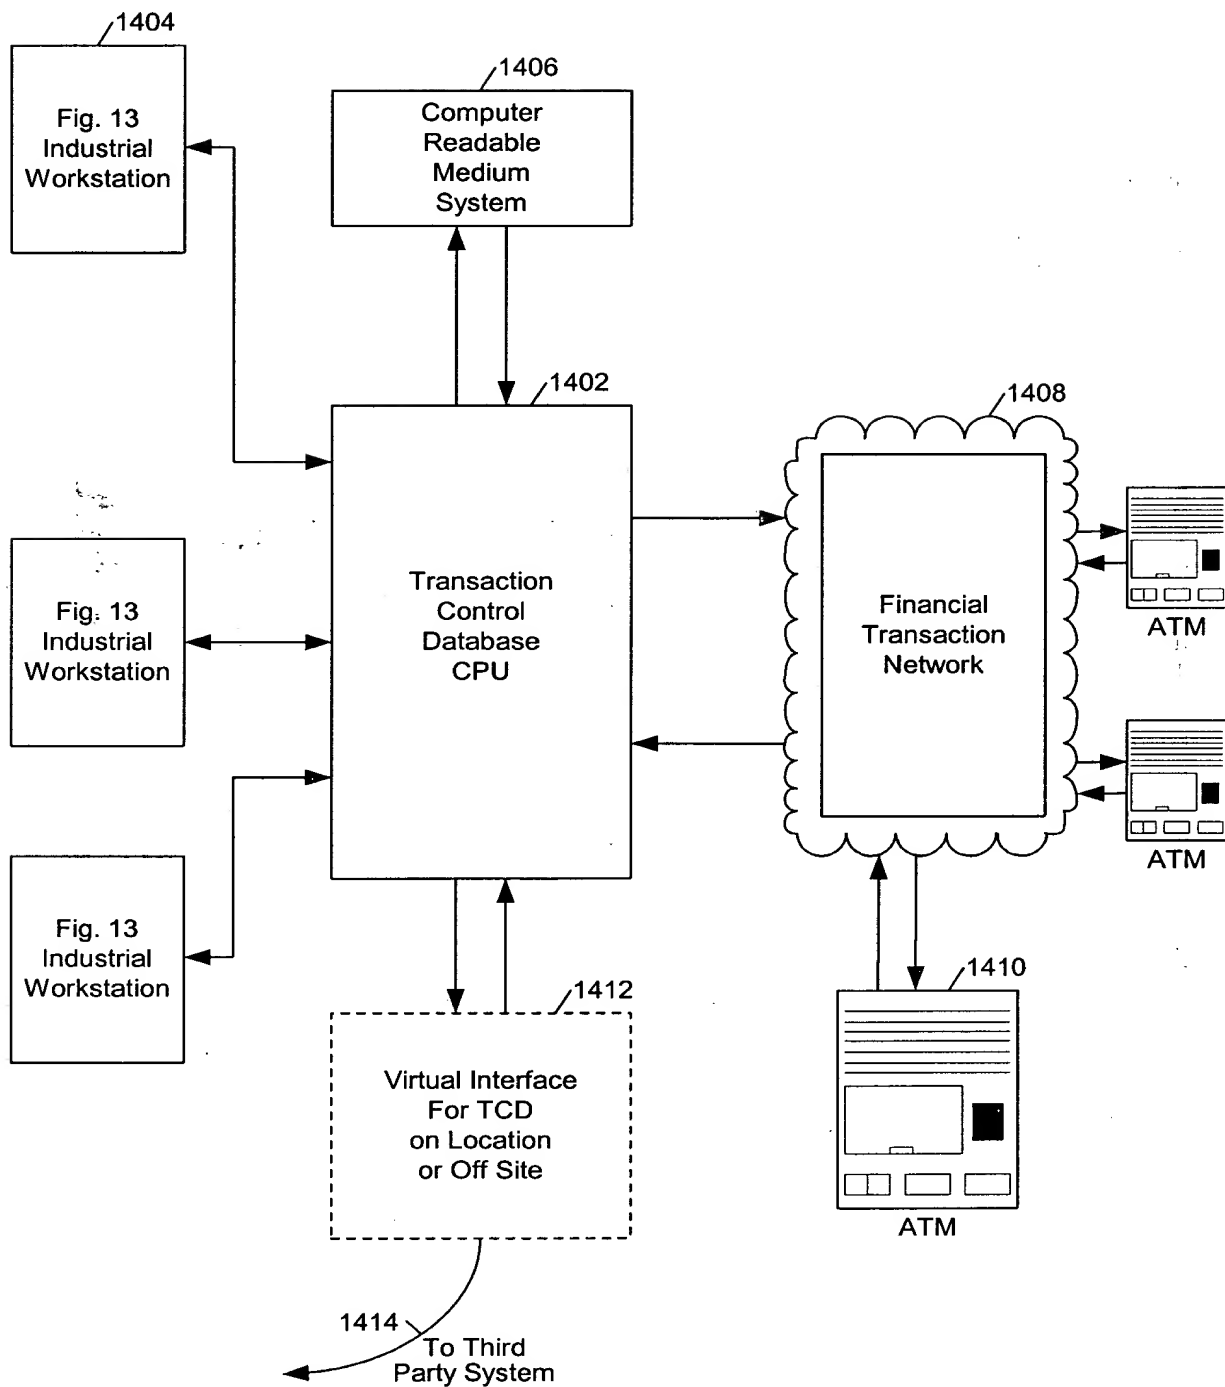 1404
Fig. 13
Industrial
Workstation
1406
Computer
Readable
Medium
System
1402
Transaction
Control
Database
CPU
1408
Financial
Transaction
Network
ATM
ATM
Fig. 13
Industrial
Workstation
Fig. 13
Industrial
Workstation
1412
Virtual Interface
For TCD
on Location
or Off Site
1410
ATM
1414
To Third
Party System